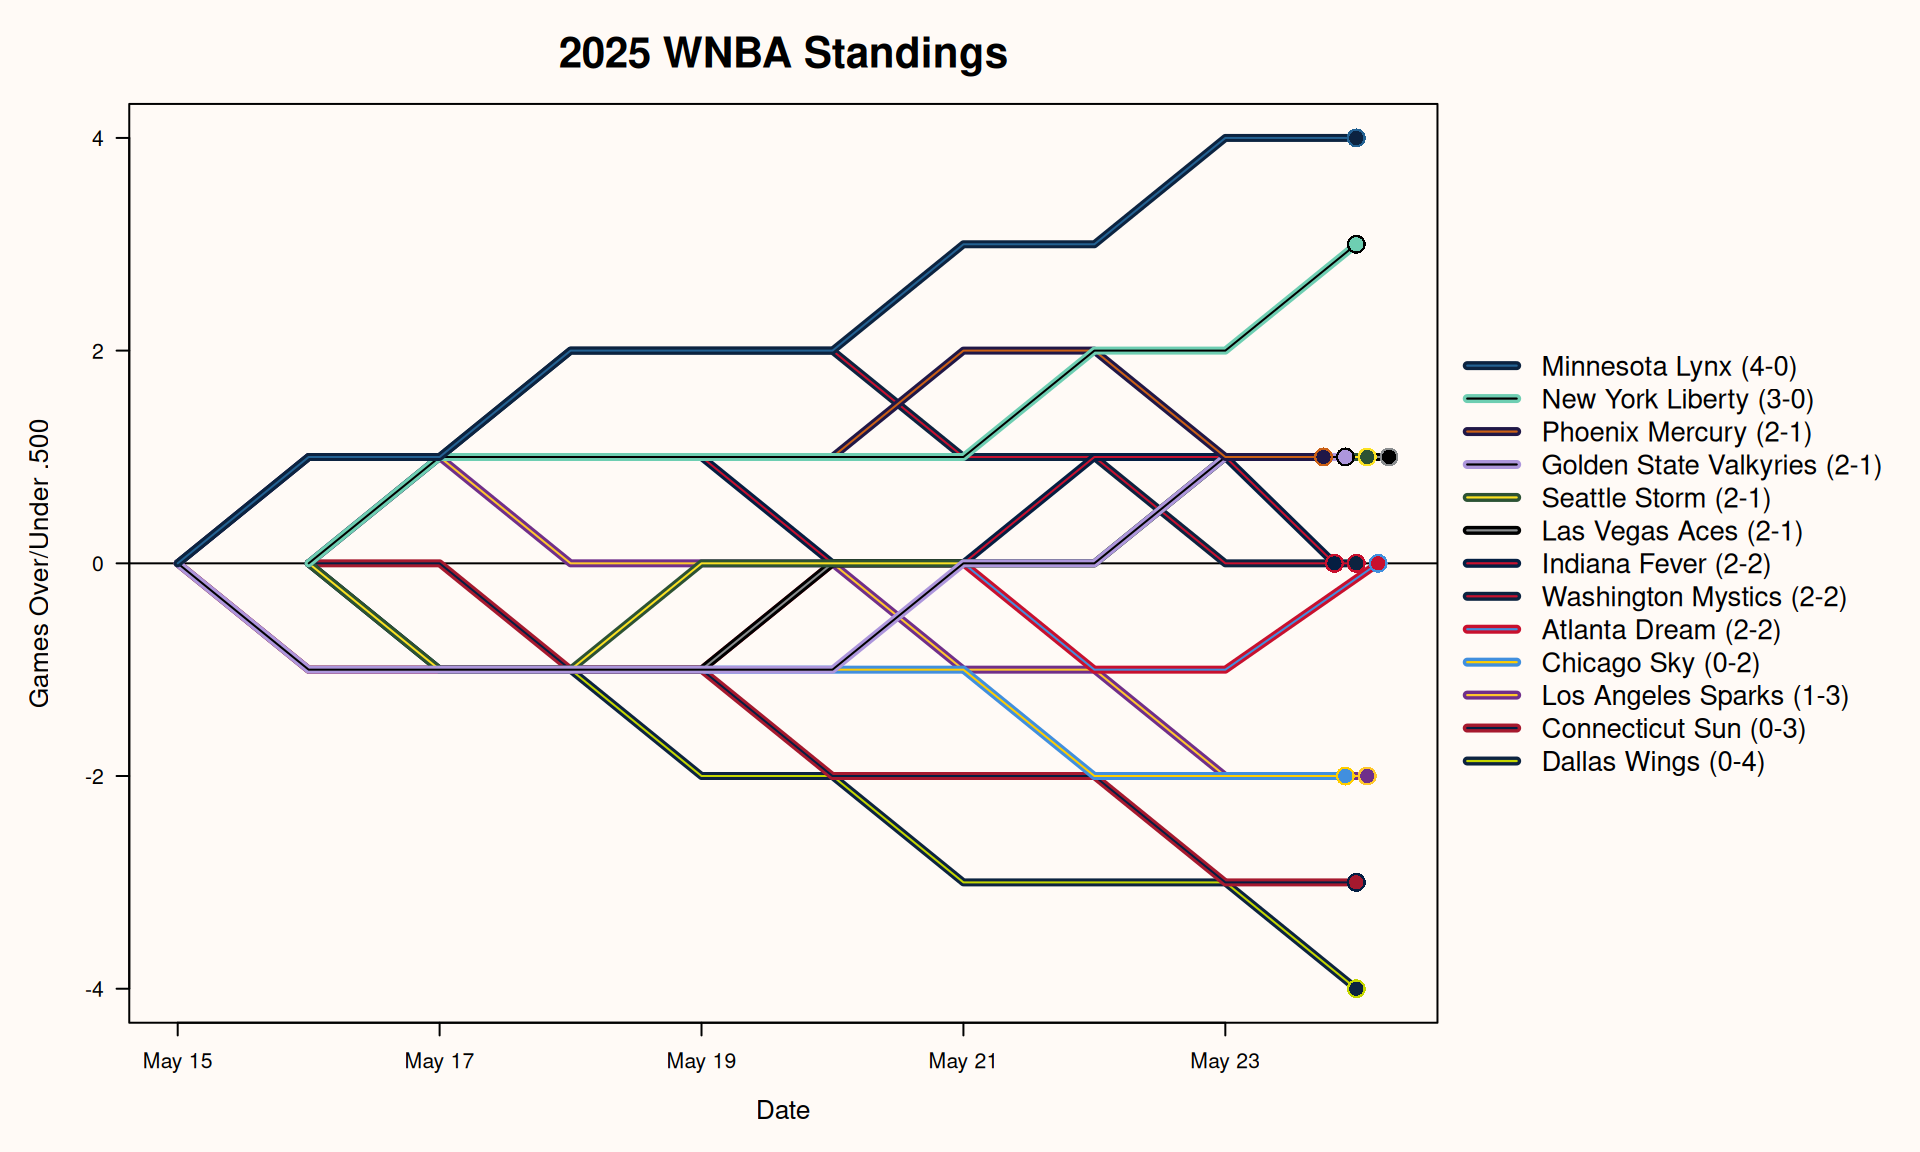 2025 WNBA Standings
Games Over/Under .500
4
2
0
-2
-4
May 15
May 17
May 19
May 21
May 23
Date
Minnesota Lynx (4-0)
New York Liberty (3-0)
Phoenix Mercury (2-1)
Golden State Valkyries (2-1)
Seattle Storm (2-1)
Las Vegas Aces (2-1)
Indiana Fever (2-2)
Washington Mystics (2-2)
Atlanta Dream (2-2)
Chicago Sky (0-2)
Los Angeles Sparks (1-3)
Connecticut Sun (0-3)
Dallas Wings (0-4)